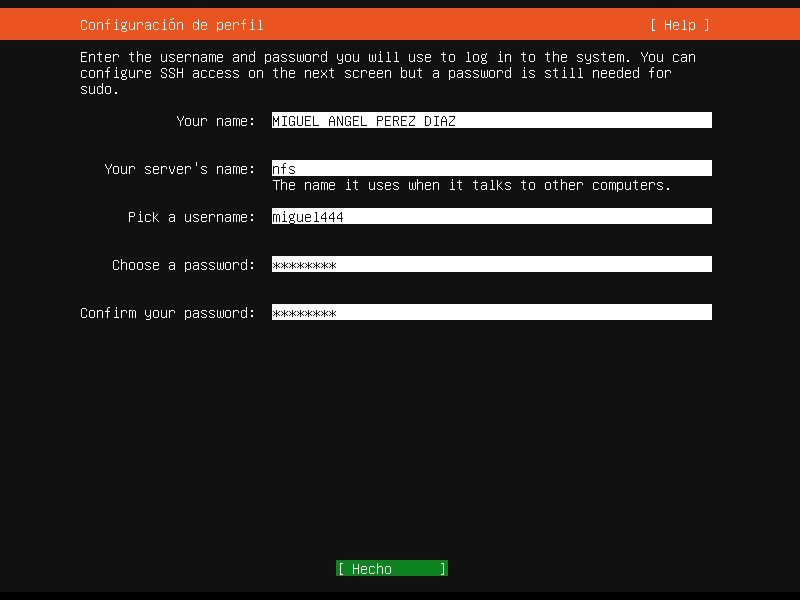 Configuración de perfil [ Help ]
Enter the username and password you will use to log in to the system. You can
configure SSH access on the next screen but a password is still needed for
sudo.
Your name: MIGUEL ANGEL PEREZ DIAZ
Your server's name: nfs
The name it uses when it talks to other computers.
Pick a username: miguel444
Choose a password: ********
Confirm your password: ********
[ Hecho ]